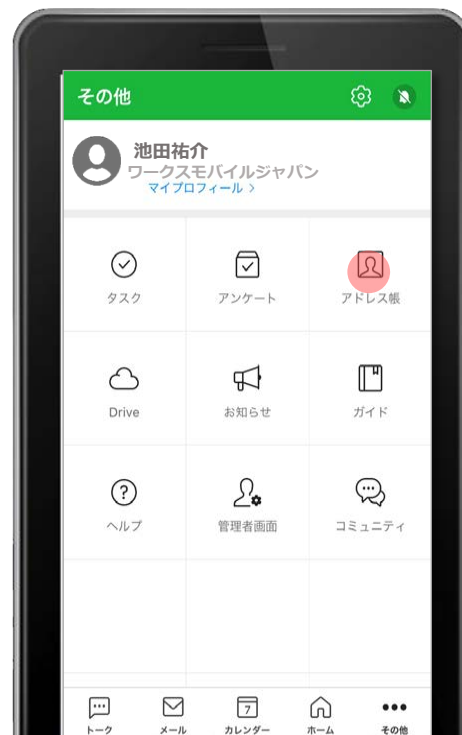 その他
池田祐介
ワークスモバイルジャパン
マイプロフィール >
タスク
アンケート
アドレス帳
Drive
お知らせ
ガイド
ヘルプ
管理者画面
コミュニティ
7
トーク
メール
カレンダー
ホーム
その他